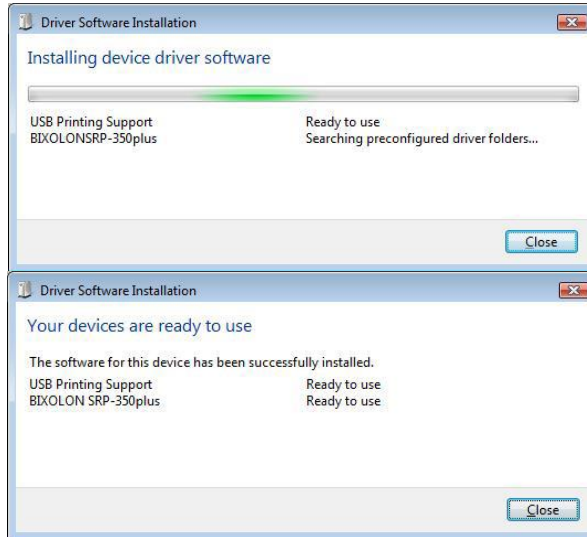 Driver Software Installation
Installing device driver software
USB Printing Support Ready to use
BIXOLONSRP-350plus Searching preconfigured driver folders...
Close
Driver Software Installation
Your devices are ready to use
The software for this device has been successfully installed.
USB Printing Support Ready to use
BIXOLON SRP-350plus Ready to use
Close